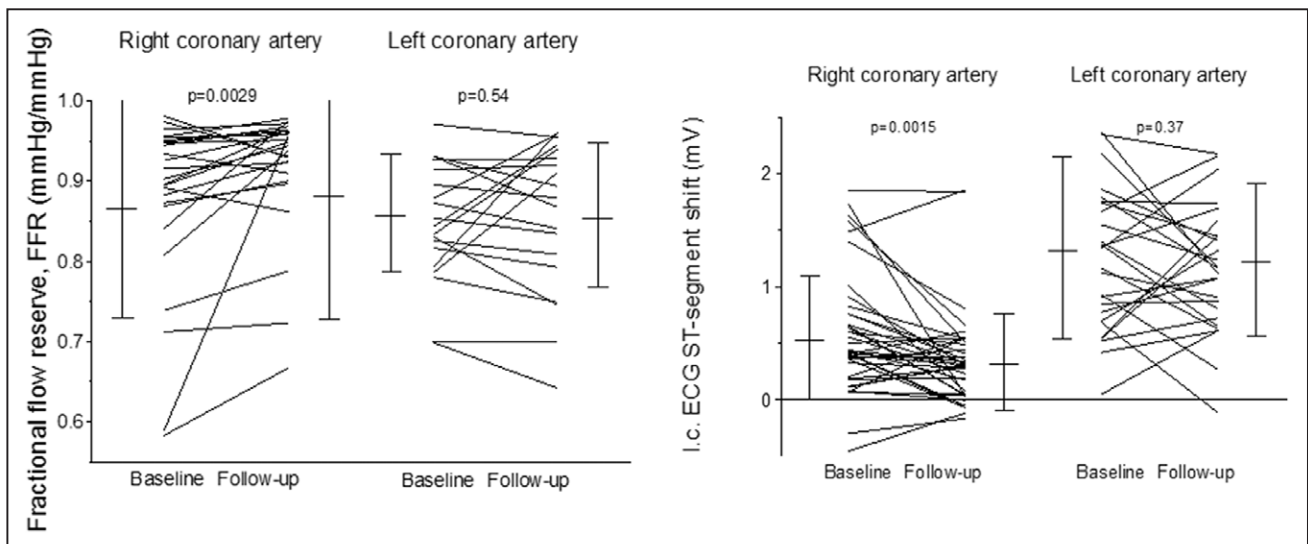 Right coronary artery
Left coronary artery
p=0.0029
p=0.54
Fractional flow reserve, FFR (mmHg/mmHg)
1.0
0.9
0.8
0.7
0.6
Baseline Follow-up
Baseline Follow-up
Right coronary artery
Left coronary artery
p=0.0015
p=0.37
I.c. ECG ST-segment shift (mV)
2
1
0
Baseline Follow-up
Baseline Follow-up